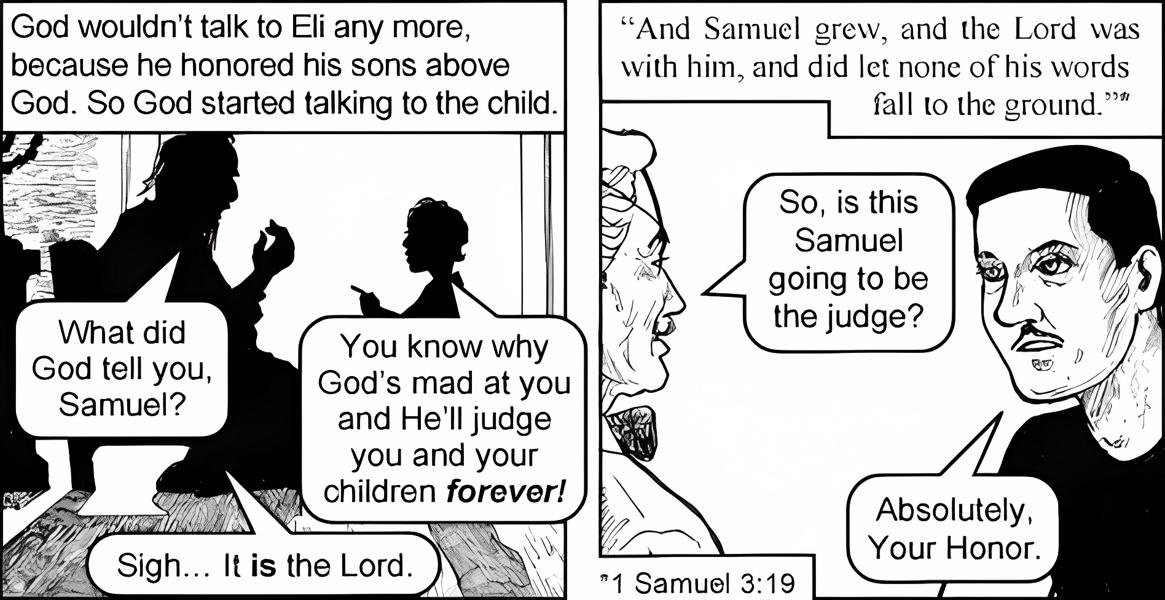 God wouldn't talk to Eli any more,
because he honored his sons above
God. So God started talking to the child.
What did
God tell you,
Samuel?
You know why
God's mad at you
and He'll judge
you and your
children forever!
Sigh... It is the Lord.
“And Samuel grew, and the Lord was
with him, and did let none of his words
fall to the ground.”*
So, is this
Samuel
going to be
the judge?
Absolutely,
Your Honor.
*1 Samuel 3:19